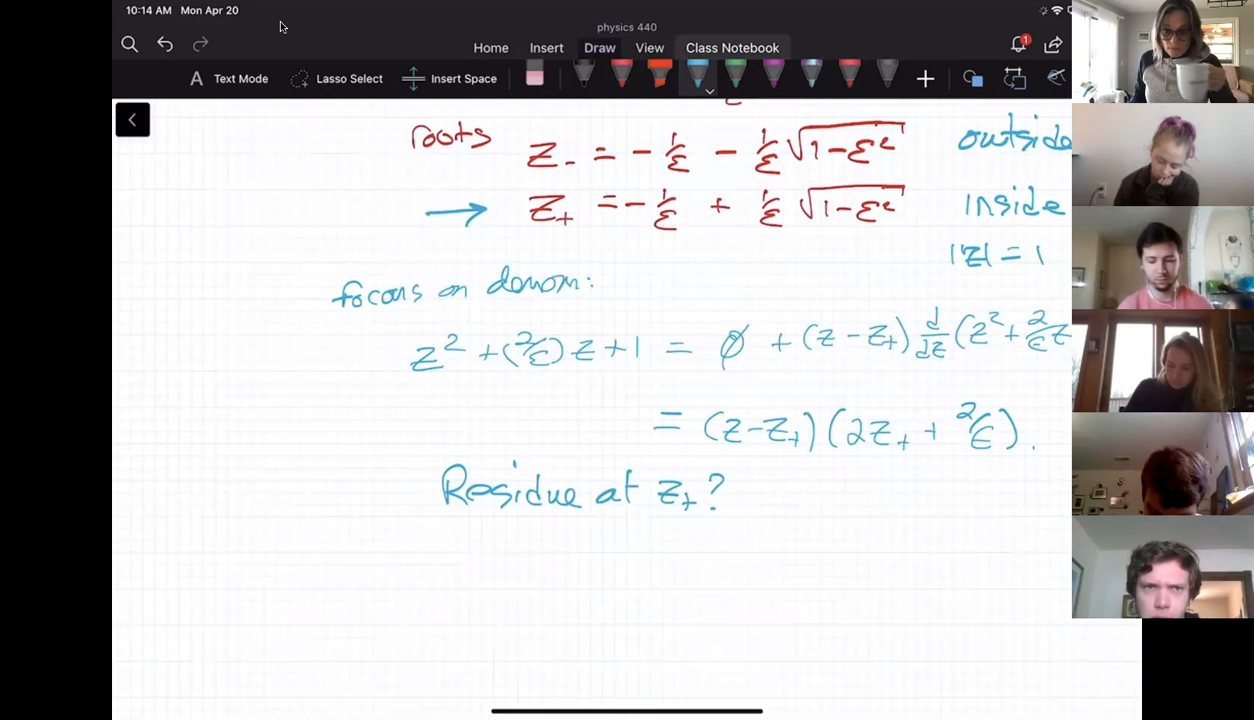 10:14 AM Mon Apr 20
physics 440
Home Insert Draw View Class Notebook
1
A Text Mode Lasso Select Insert Space
roots z₋ = - 1/ε - 1/ε √(1-ε²) outside
→ z₊ = - 1/ε + 1/ε √(1-ε²) inside
|z| = 1
focus on denom:
z² + (2/ε) z + 1 = 0 + (z - z₊) d/dz (z² + 2/ε z
= (z - z₊) (2z₊ + 2/ε).
Residue at z₊?